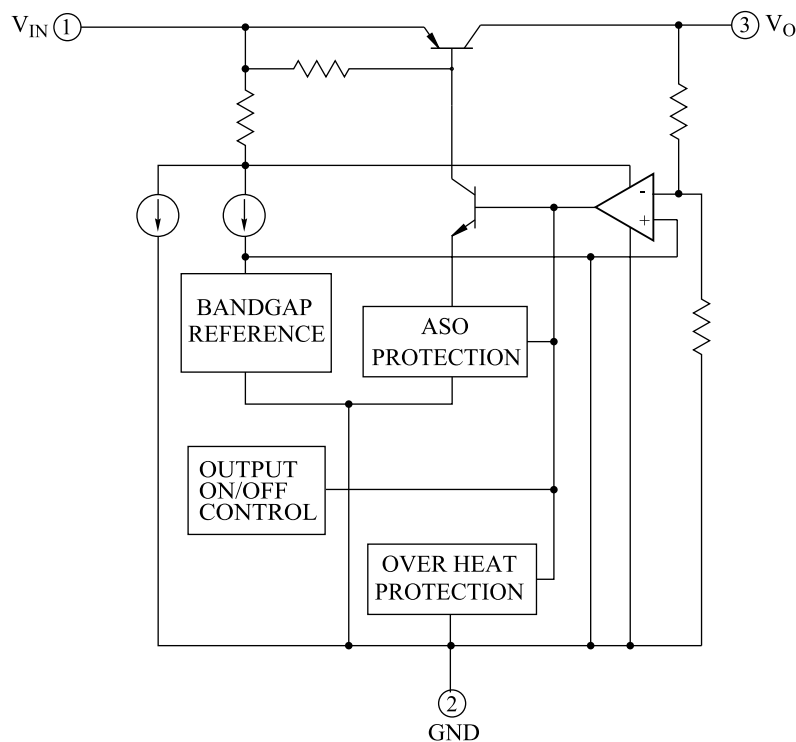 V_IN 1
3 V_O
-
+
BANDGAP
REFERENCE
ASO
PROTECTION
OUTPUT
ON/OFF
CONTROL
OVER HEAT
PROTECTION
2
GND